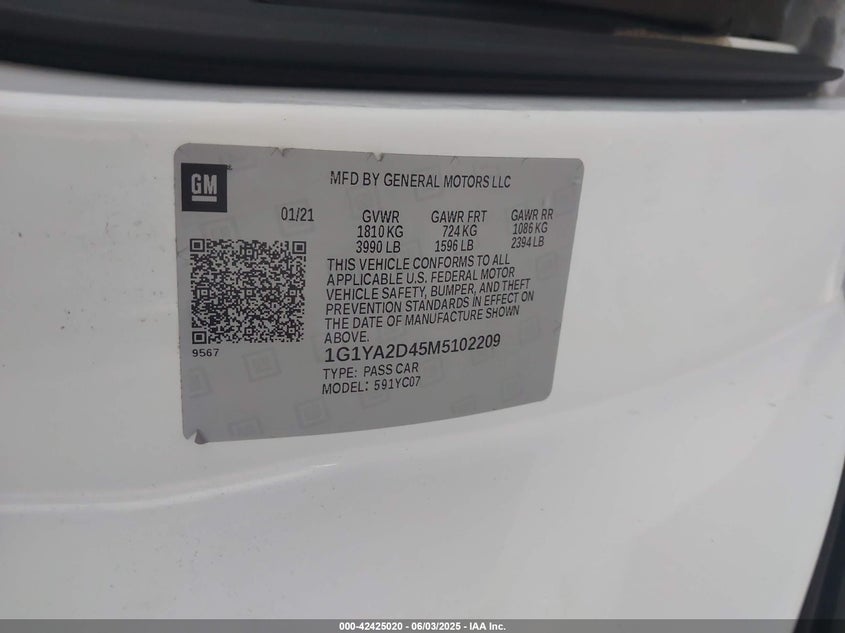 GM
MFD BY GENERAL MOTORS LLC
01/21 GVWR GAWR FRT GAWR RR
1810 KG 724 KG 1086 KG
3990 LB 1596 LB 2394 LB
THIS VEHICLE CONFORMS TO ALL
APPLICABLE U.S. FEDERAL MOTOR
VEHICLE SAFETY, BUMPER, AND THEFT
PREVENTION STANDARDS IN EFFECT ON
THE DATE OF MANUFACTURE SHOWN
ABOVE.
9567
1G1YA2D45M5102209
TYPE: PASS CAR
MODEL: 591YC07
000-42425020 - 06/03/2025 - IAA Inc.